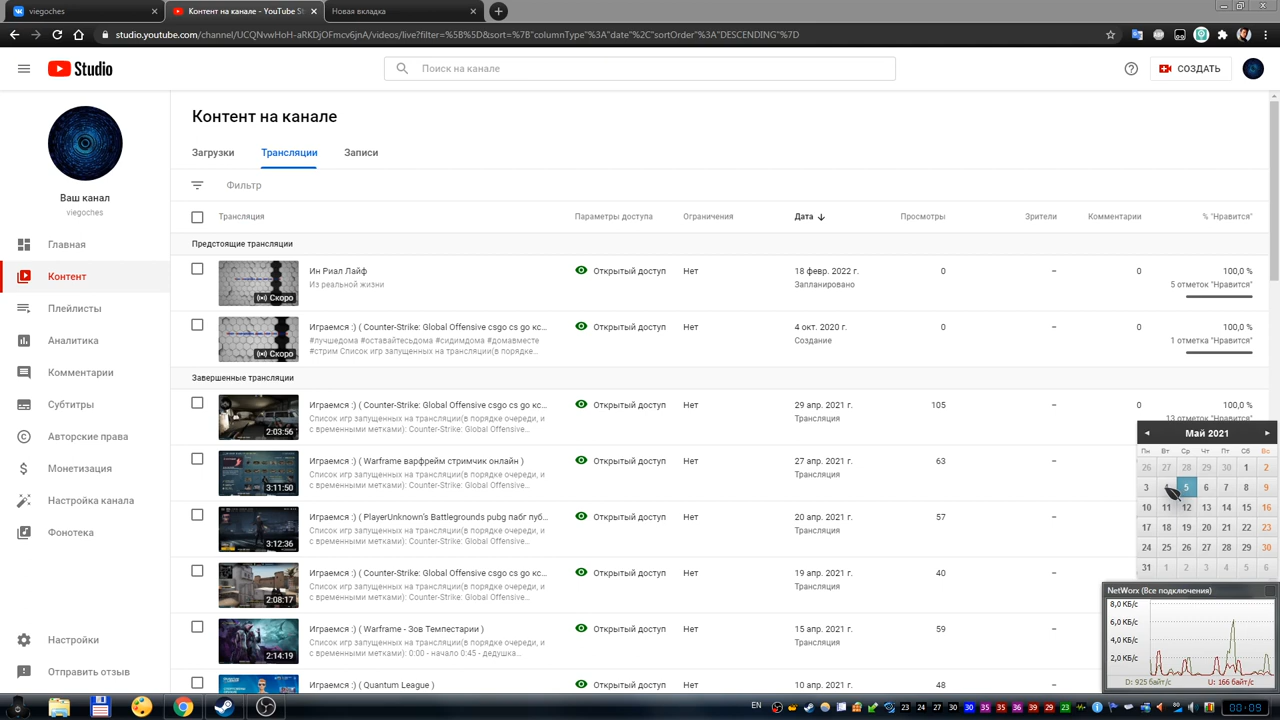 viegoches
Контент на канале - YouTube St
Новая вкладка
studio.youtube.com/channel/UCQNvwHoH-aRKDjOFmcv6jnA/videos/live?filter=%5B%5D&sort=%7B"columnType"%3A"date"%2C"sortOrder"%3A"DESCENDING"%7D
Studio
Поиск на канале
СОЗДАТЬ
Ваш канал
viegoches
Главная
Контент
Плейлисты
Аналитика
Комментарии
Субтитры
Авторские права
Монетизация
Настройка канала
Фонотека
Настройки
Отправить отзыв
Контент на канале
Загрузки Трансляции Записи
Фильтр
Трансляция Параметры доступа Ограничения Дата Просмотры Зрители Комментарии % "Нравится"
Предстоящие трансляции
Ин Риал Лайф Открытый доступ Нет 18 февр. 2022 г. 0 – 0 100,0 %
Скоро Из реальной жизни Запланировано 5 отметок "Нравится"
Играемся :) ( Counter-Strike: Global Offensive csgo cs go кс... Открытый доступ Нет 4 окт. 2020 г. 0 – 0 100,0 %
#лучшедома #оставайтесьдома #сидимдома #домавместе Создание 1 отметка "Нравится"
Скоро #стрим Список игр запущенных на трансляции(в порядке...
Завершенные трансляции
Играемся :) ( Counter-Strike: Global Offensive csgo cs go кс... Открытый доступ Нет 29 апр. 2021 г. 105 – 0 100,0 %
Список игр запущенных на трансляции(в порядке очереди, и Трансляция
2:03:56 с временными метками): Counter-Strike: Global Offensive...
Играемся :) ( Warframe варфрейм стримчик онлайн ) Открытый доступ Нет 27 апр. 2021 г. 63 –
Список игр запущенных на трансляции(в порядке очереди, и Трансляция
3:11:50 с временными метками): Counter-Strike: Global Offensive...
Играемся :) ( PlayerUnknown's Battlegrounds pubg пабг пуб... Открытый доступ Нет 20 апр. 2021 г. 57 –
Список игр запущенных на трансляции(в порядке очереди, и Трансляция
3:12:36 с временными метками): Counter-Strike: Global Offensive...
Играемся :) ( Counter-Strike: Global Offensive csgo cs go кс... Открытый доступ Нет 19 апр. 2021 г. 40 –
Список игр запущенных на трансляции(в порядке очереди, и Трансляция
2:08:17 с временными метками): Counter-Strike: Global Offensive...
Играемся :) ( Warframe - Зов Темпестарии ) Открытый доступ Нет 15 апр. 2021 г. 59 –
Список игр запущенных на трансляции(в порядке очереди, и Трансляция
2:14:19 с временными метками): 0:00 - начало 0:45 - дедушка...
Играемся :) ( Quantum League ) Открытый доступ Нет 10 апр. 2021 г.
Май 2021
Пн Вт Ср Чт Пт Сб Вс
26 27 28 29 30 1 2
3 5 6 7 8 9
10 11 12 13 14 15 16
17 18 19 20 21 22 23
24 25 26 27 28 29 30
31 1 2 3 4 5 6
NetWorx (Все подключения)
8,0 КБ/с
6,0 КБ/с
4,0 КБ/с
2,0 КБ/с
925 байт/с U: 166 байт/с
EN 23 24 27 30 30 35 35 36 39 23 00:09